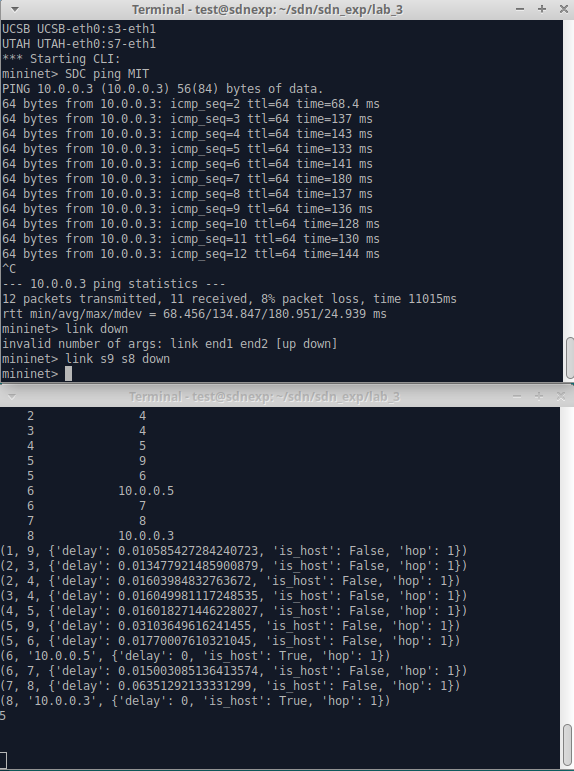 Terminal - test@sdnexp: ~/sdn/sdn_exp/lab_3
UCSB UCSB-eth0:s3-eth1
UTAH UTAH-eth0:s7-eth1
*** Starting CLI:
mininet> SDC ping MIT
PING 10.0.0.3 (10.0.0.3) 56(84) bytes of data.
64 bytes from 10.0.0.3: icmp_seq=2 ttl=64 time=68.4 ms
64 bytes from 10.0.0.3: icmp_seq=3 ttl=64 time=137 ms
64 bytes from 10.0.0.3: icmp_seq=4 ttl=64 time=143 ms
64 bytes from 10.0.0.3: icmp_seq=5 ttl=64 time=133 ms
64 bytes from 10.0.0.3: icmp_seq=6 ttl=64 time=141 ms
64 bytes from 10.0.0.3: icmp_seq=7 ttl=64 time=180 ms
64 bytes from 10.0.0.3: icmp_seq=8 ttl=64 time=137 ms
64 bytes from 10.0.0.3: icmp_seq=9 ttl=64 time=136 ms
64 bytes from 10.0.0.3: icmp_seq=10 ttl=64 time=128 ms
64 bytes from 10.0.0.3: icmp_seq=11 ttl=64 time=130 ms
64 bytes from 10.0.0.3: icmp_seq=12 ttl=64 time=144 ms
^C
--- 10.0.0.3 ping statistics ---
12 packets transmitted, 11 received, 8% packet loss, time 11015ms
rtt min/avg/max/mdev = 68.456/134.847/180.951/24.939 ms
mininet> link down
invalid number of args: link end1 end2 [up down]
mininet> link s9 s8 down
mininet>
Terminal - test@sdnexp: ~/sdn/sdn_exp/lab_3
2 4
3 4
4 5
5 9
5 6
6 10.0.0.5
6 7
7 8
8 10.0.0.3
(1, 9, {'delay': 0.010585427284240723, 'is_host': False, 'hop': 1})
(2, 3, {'delay': 0.013477921485900879, 'is_host': False, 'hop': 1})
(2, 4, {'delay': 0.01603984832763672, 'is_host': False, 'hop': 1})
(3, 4, {'delay': 0.016049981117248535, 'is_host': False, 'hop': 1})
(4, 5, {'delay': 0.016018271446228027, 'is_host': False, 'hop': 1})
(5, 9, {'delay': 0.03103649616241455, 'is_host': False, 'hop': 1})
(5, 6, {'delay': 0.01770007610321045, 'is_host': False, 'hop': 1})
(6, '10.0.0.5', {'delay': 0, 'is_host': True, 'hop': 1})
(6, 7, {'delay': 0.015003085136413574, 'is_host': False, 'hop': 1})
(7, 8, {'delay': 0.06351292133331299, 'is_host': False, 'hop': 1})
(8, '10.0.0.3', {'delay': 0, 'is_host': True, 'hop': 1})
5